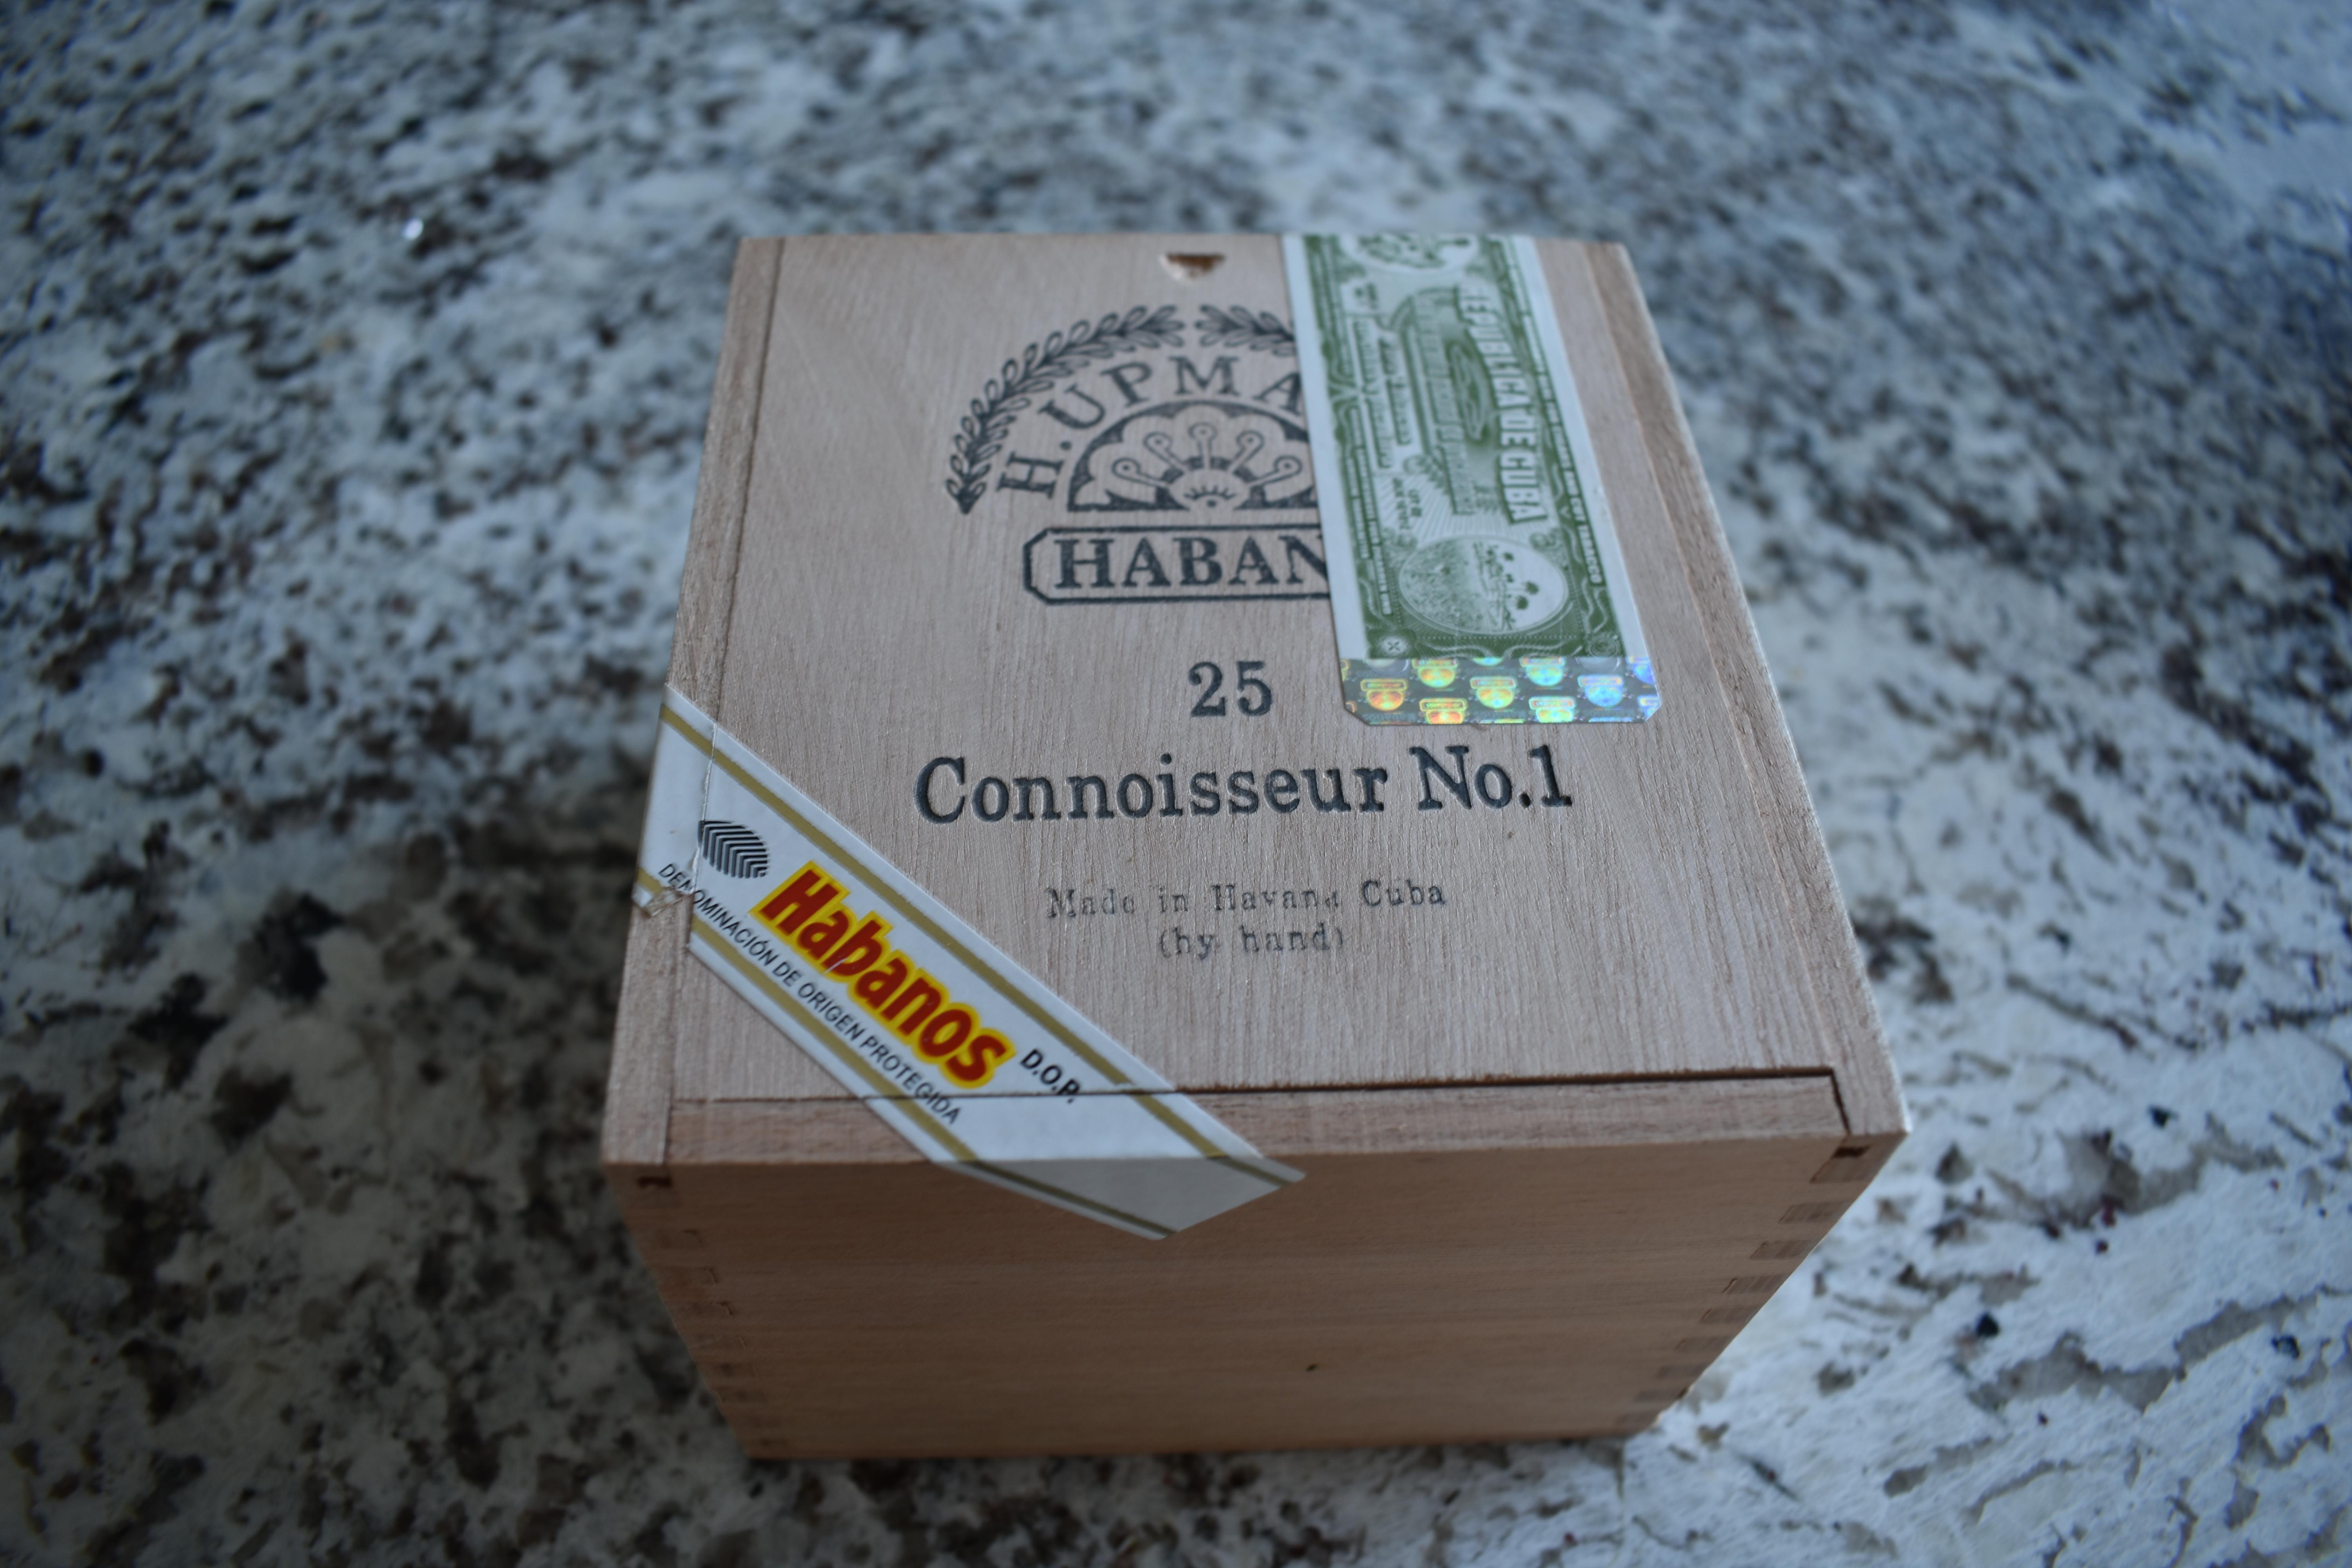 H. UPMA
HABAN
25
Connoisseur No.1
Made in Havana Cuba
(by hand)
REPUBLICA DE CUBA
Habanos
D.O.P.
DENOMINACIÓN DE ORIGEN PROTEGIDA